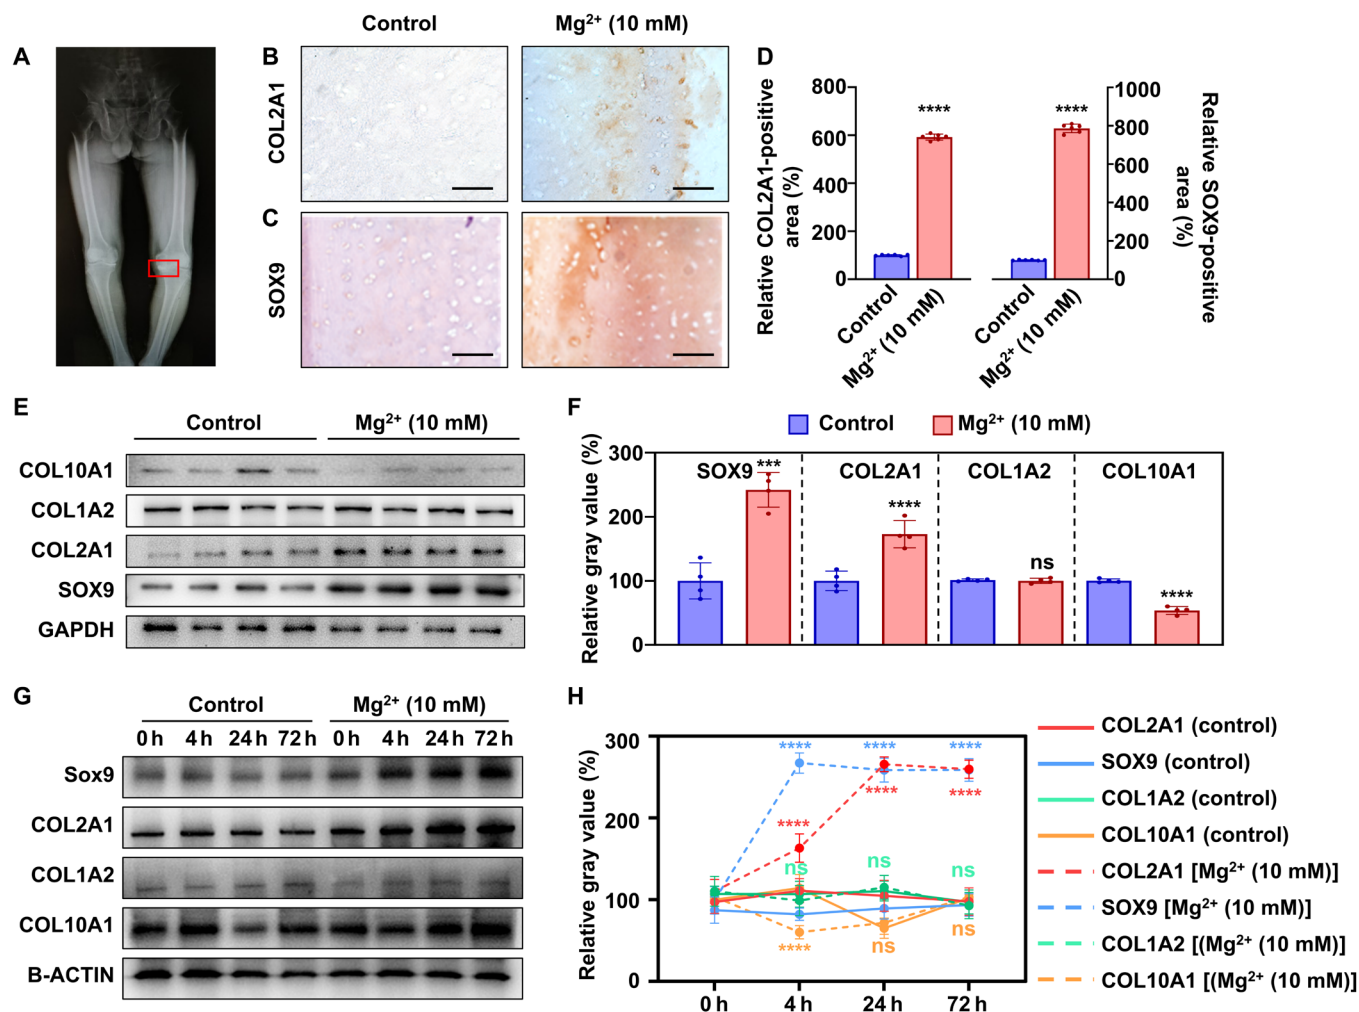 Control
Mg²⁺ (10 mM)
A
B
COL2A1
C
SOX9
D
Relative COL2A1-positive
area (%)
800
600
400
200
0
Control
Mg²⁺ (10 mM)
Control
Mg²⁺ (10 mM)
****
****
1000
800
600
400
200
0
Relative SOX9-positive
area (%)
E
Control
Mg²⁺ (10 mM)
COL10A1
COL1A2
COL2A1
SOX9
GAPDH
F
Control
Mg²⁺ (10 mM)
Relative gray value (%)
300
200
100
0
SOX9
COL2A1
COL1A2
COL10A1
***
****
ns
****
G
Control
Mg²⁺ (10 mM)
0 h 4 h 24 h 72 h 0 h 4 h 24 h 72 h
Sox9
COL2A1
COL1A2
COL10A1
B-ACTIN
H
Relative gray value (%)
300
200
100
0
**** **** ****
**** ****
****
ns ns ns
**** ns ns
0 h 4 h 24 h 72 h
COL2A1 (control)
SOX9 (control)
COL1A2 (control)
COL10A1 (control)
COL2A1 [Mg²⁺ (10 mM)]
SOX9 [Mg²⁺ (10 mM)]
COL1A2 [(Mg²⁺ (10 mM)]
COL10A1 [(Mg²⁺ (10 mM)]